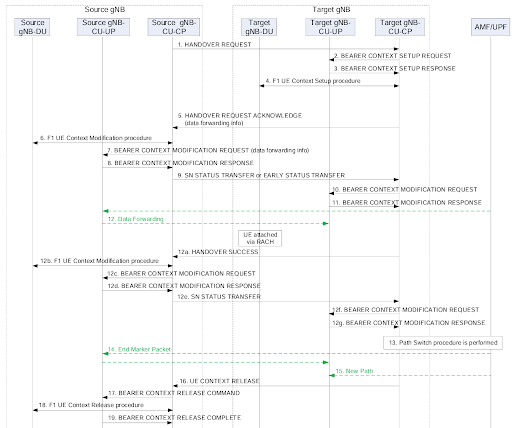 Source gNB
Target gNB
Source
gNB-DU
Source gNB-
CU-UP
Source gNB-
CU-CP
Target
gNB-DU
Target gNB-
CU-UP
Target gNB-
CU-CP
AMF/UPF
1. HANDOVER REQUEST
2. BEARER CONTEXT SETUP REQUEST
3. BEARER CONTEXT SETUP RESPONSE
4. F1 UE Context Setup procedure
5. HANDOVER REQUEST ACKNOWLEDGE
(data forwarding info)
6. F1 UE Context Modification procedure
7. BEARER CONTEXT MODIFICATION REQUEST (data forwarding info)
8. BEARER CONTEXT MODIFICATION RESPONSE
9. SN STATUS TRANSFER or EARLY STATUS TRANSFER
10. BEARER CONTEXT MODIFICATION REQUEST
11. BEARER CONTEXT MODIFICATION RESPONSE
12. Data Forwarding
UE attached
via RACH
12a. HANDOVER SUCCESS
12b. F1 UE Context Modification procedure
12c. BEARER CONTEXT MODIFICATION REQUEST
12d. BEARER CONTEXT MODIFICATION RESPONSE
12e. SN STATUS TRANSFER
12f. BEARER CONTEXT MODIFICATION REQUEST
12g. BEARER CONTEXT MODIFICATION RESPONSE
13. Path Switch procedure is performed
14. End Marker Packet
15. New Path
16. UE CONTEXT RELEASE
17. BEARER CONTEXT RELEASE COMMAND
18. F1 UE Context Release procedure
19. BEARER CONTEXT RELEASE COMPLETE